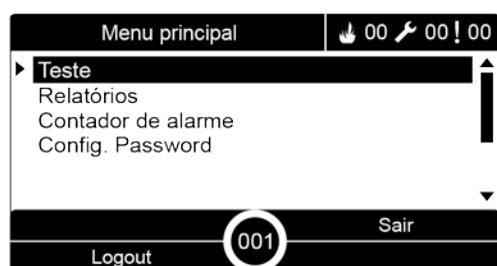 Menu principal 00 00 ! 00
Teste
Relatórios
Contador de alarme
Config. Password
Sair
001
Logout